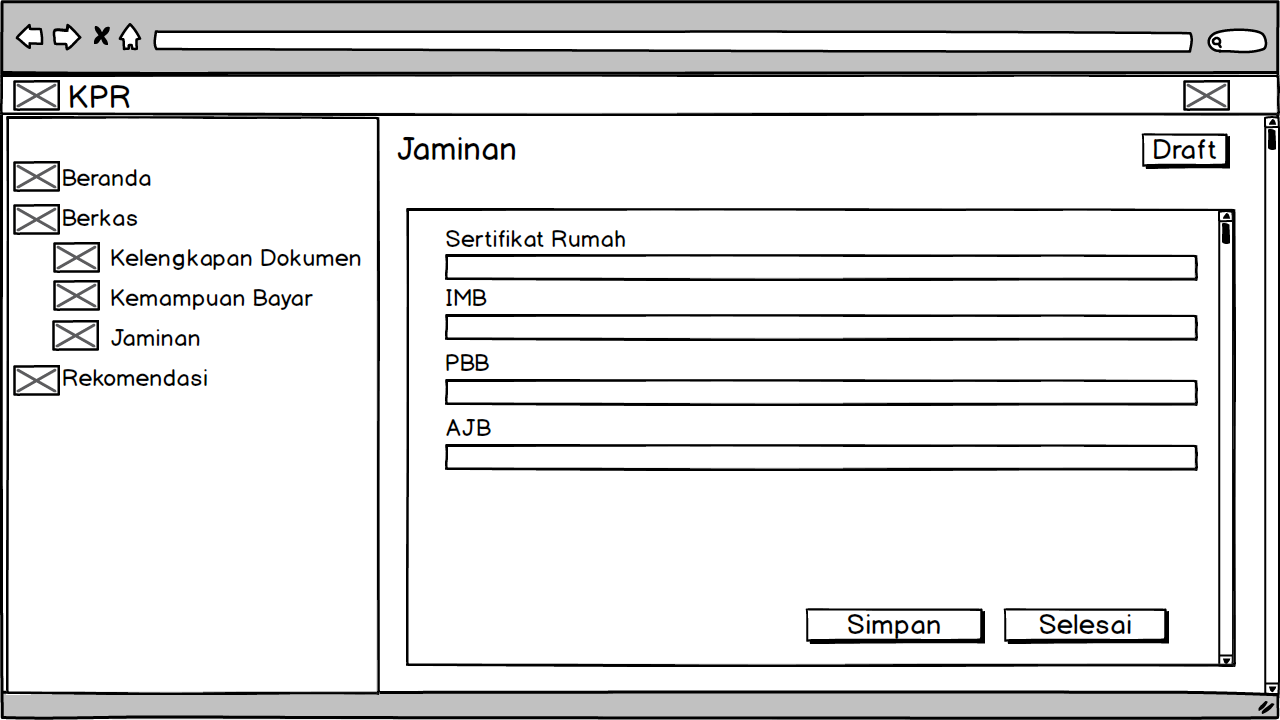 KPR
Beranda
Berkas
Kelengkapan Dokumen
Kemampuan Bayar
Jaminan
Rekomendasi
Jaminan
Draft
Sertifikat Rumah
IMB
PBB
AJB
Simpan
Selesai